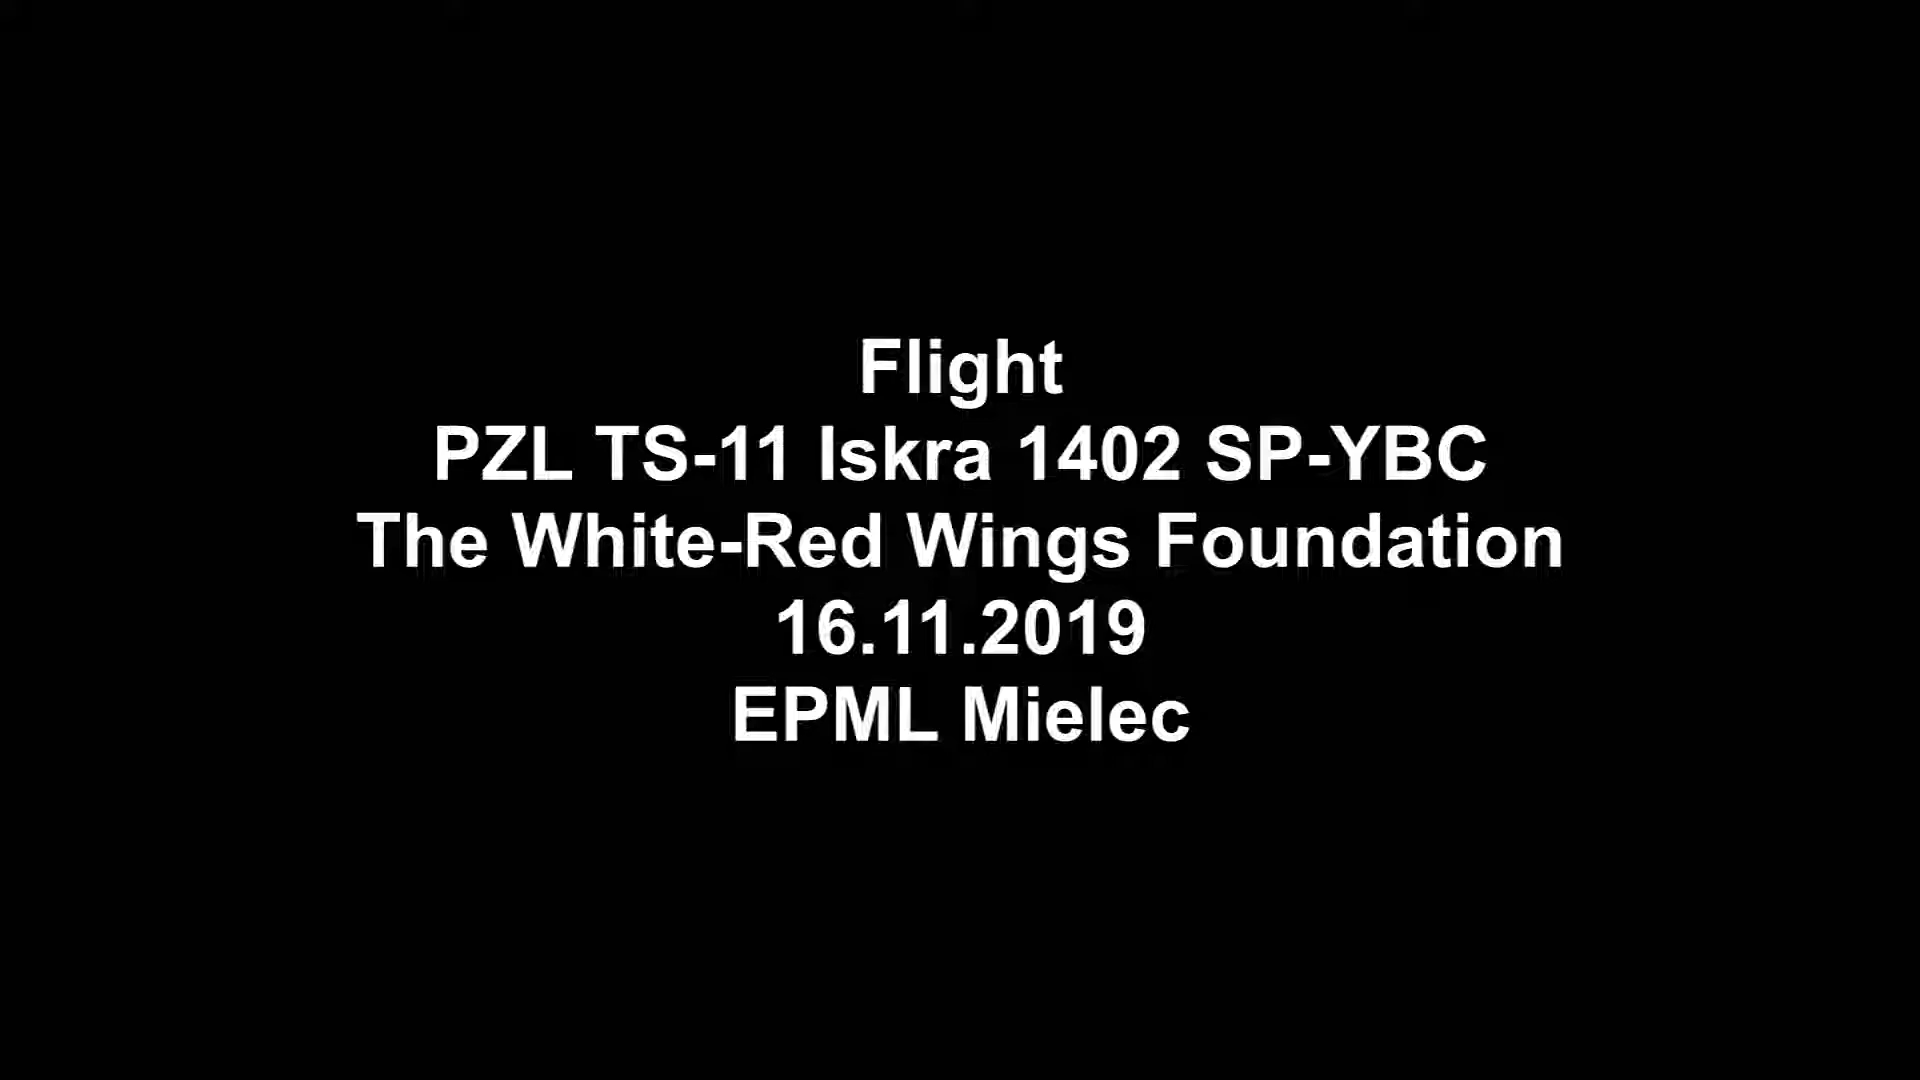 Flight
PZL TS-11 Iskra 1402 SP-YBC
The White-Red Wings Foundation
16.11.2019
EPML Mielec